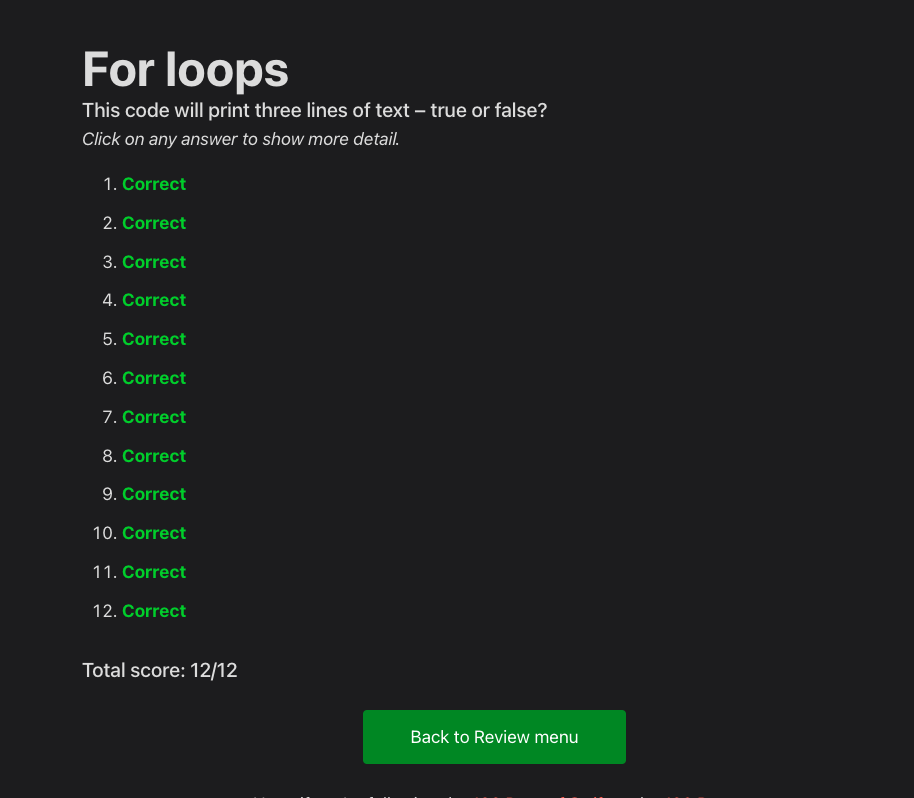 For loops
This code will print three lines of text – true or false?
Click on any answer to show more detail.
1. Correct
2. Correct
3. Correct
4. Correct
5. Correct
6. Correct
7. Correct
8. Correct
9. Correct
10. Correct
11. Correct
12. Correct
Total score: 12/12
Back to Review menu